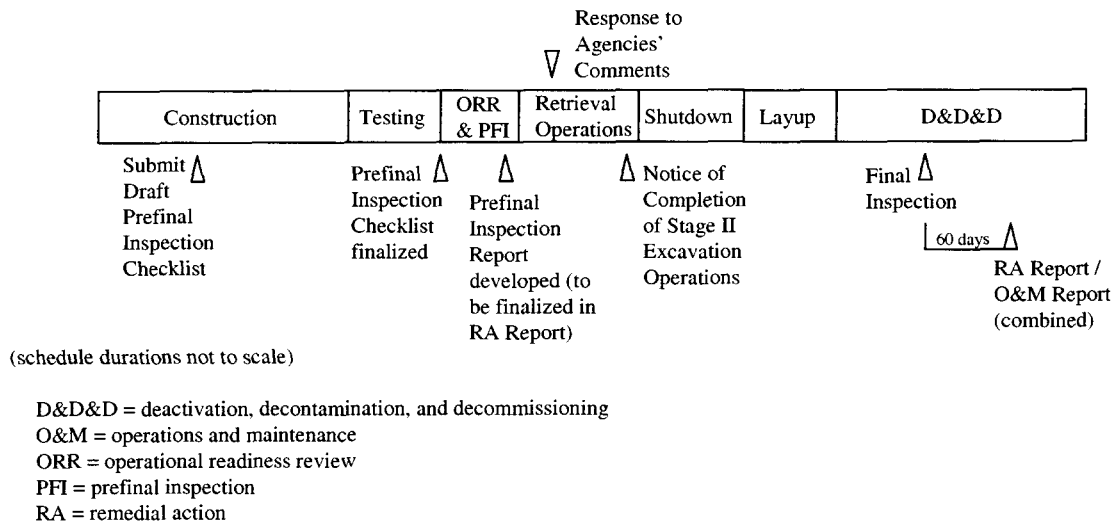 Response to
Agencies'
Comments
Construction
Testing
ORR
& PFI
Retrieval
Operations
Shutdown
Layup
D&D&D
Submit
Draft
Prefinal
Inspection
Checklist
Prefinal
Inspection
Checklist
finalized
Prefinal
Inspection
Report
developed (to
be finalized in
RA Report)
Notice of
Completion
of Stage II
Excavation
Operations
Final
Inspection
60 days
RA Report /
O&M Report
(combined)
(schedule durations not to scale)
D&D&D = deactivation, decontamination, and decommissioning
O&M = operations and maintenance
ORR = operational readiness review
PFI = prefinal inspection
RA = remedial action